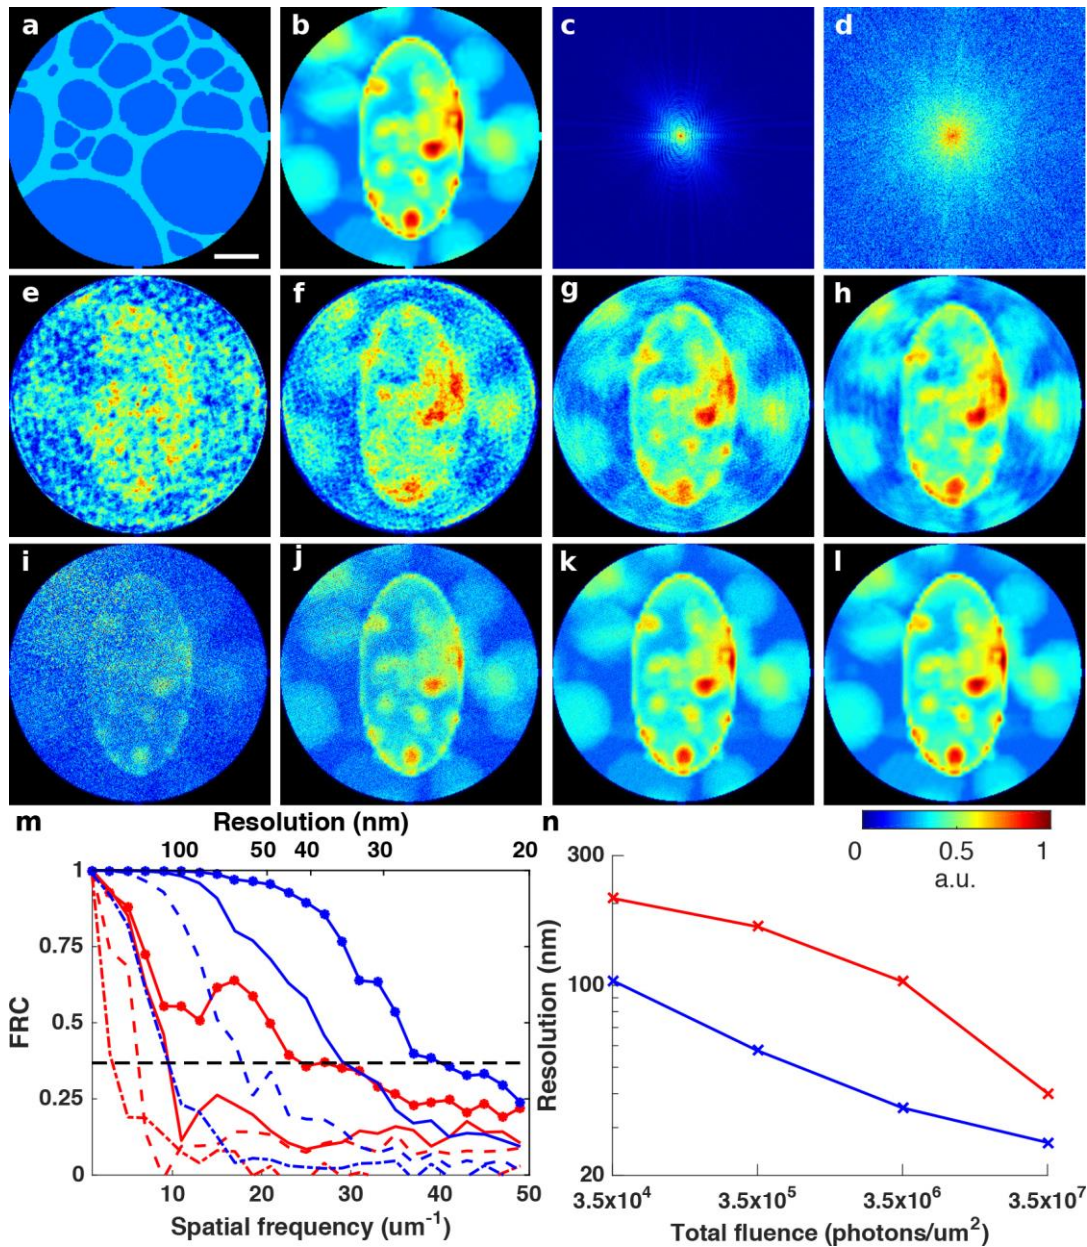 a b c d
e f g h
i j k l
m Resolution (nm) n
100 50 40 30 20
0 0.5 1
a.u.
1
0.75
0.5
0.25
0
FRC
10 20 30 40 50
Spatial frequency (um⁻¹)
300
100
20
Resolution (nm)
3.5x10⁴ 3.5x10⁵ 3.5x10⁶ 3.5x10⁷
Total fluence (photons/um²)